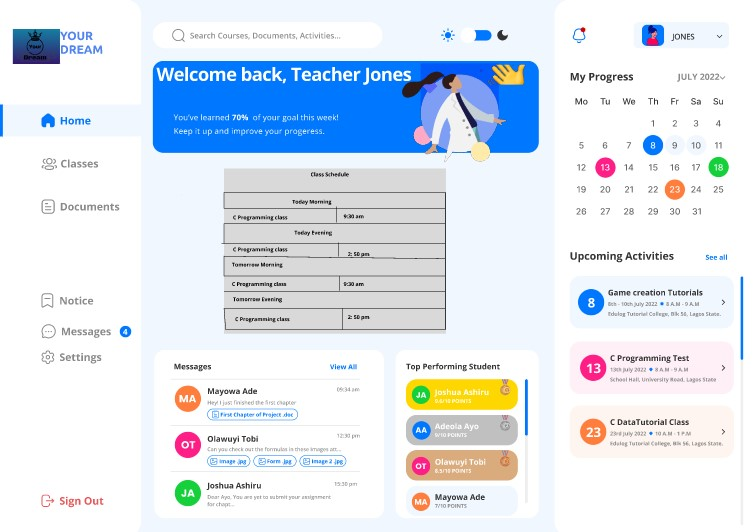 YOUR
DREAM
Your
Dream
Home
Classes
Documents
Notice
Messages 4
Settings
Sign Out
Search Courses, Documents, Activities...
Welcome back, Teacher Jones
You've learned 70% of your goal this week!
Keep it up and improve your progeress.
Class Schedule
Today Morning
C Programming class 9:30 am
Today Evening
C Programming class 2; 50 pm
Tomorrow Morning
C Programming class 9:30 am
Tomorrow Evening
C Programming class 2: 50 pm
Messages View All
MA Mayowa Ade 09:34 am
Hey! I just finished the first chapter
First Chapter of Project .doc
OT Olawuyi Tobi 12:30 pm
Can you check out the formulas in these images att...
Image .jpg Form .jpg Image 2 .jpg
JA Joshua Ashiru 15:30 pm
Dear Ayo, You are yet to submit your assignment
for chapt...
Top Performing Student
JA Joshua Ashiru
9.6/10 POINTS
AA Adeola Ayo
9/10 POINTS
OT Olawuyi Tobi
8.5/10 POINTS
MA Mayowa Ade
7/10 POINTS
JONES
My Progress JULY 2022
Mo Tu We Th Fr Sa Su
1 2 3 4
5 6 7 8 9 10 11
12 13 14 15 16 17 18
19 20 21 22 23 24 25
26 27 28 29 30 31
Upcoming Activities See all
8 Game creation Tutorials
8th - 10th July 2022 8 A.M - 9 A.M
Edulog Tutorial College, Blk 56, Lagos State.
13 C Programming Test
13th July 2022 8 A.M - 9 A.M
School Hall, University Road, Lagos State
23 C DataTutorial Class
23rd July 2022 10 A.M - 1 P.M
Edulog Tutorial College, Blk 56, Lagos State.